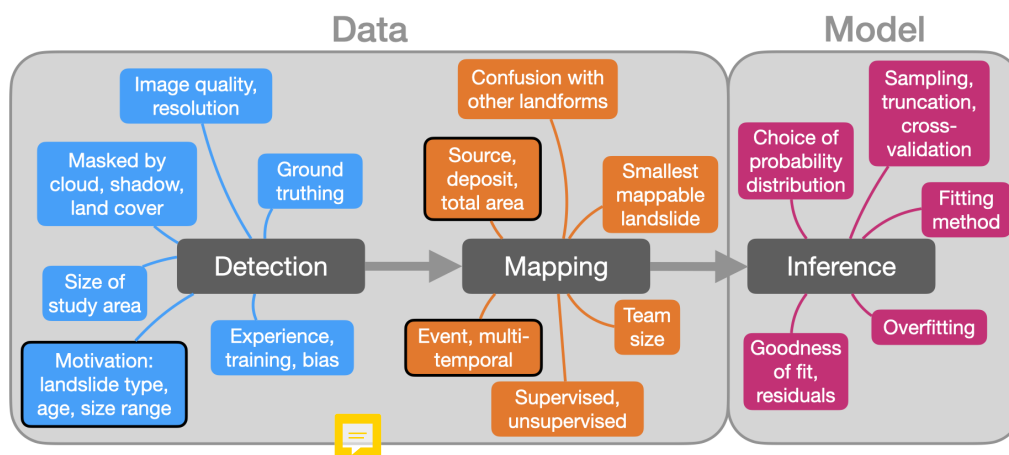 Data
Model
Image quality,
resolution
Confusion with
other landforms
Sampling,
truncation,
cross-
validation
Choice of
probability
distribution
Masked by
cloud, shadow,
land cover
Ground
truthing
Source,
deposit,
total area
Smallest
mappable
landslide
Fitting
method
Detection
Mapping
Inference
Size of
study area
Experience,
training, bias
Motivation:
landslide type,
age, size range
Event, multi-
temporal
Team
size
Supervised,
unsupervised
Overfitting
Goodness
of fit,
residuals